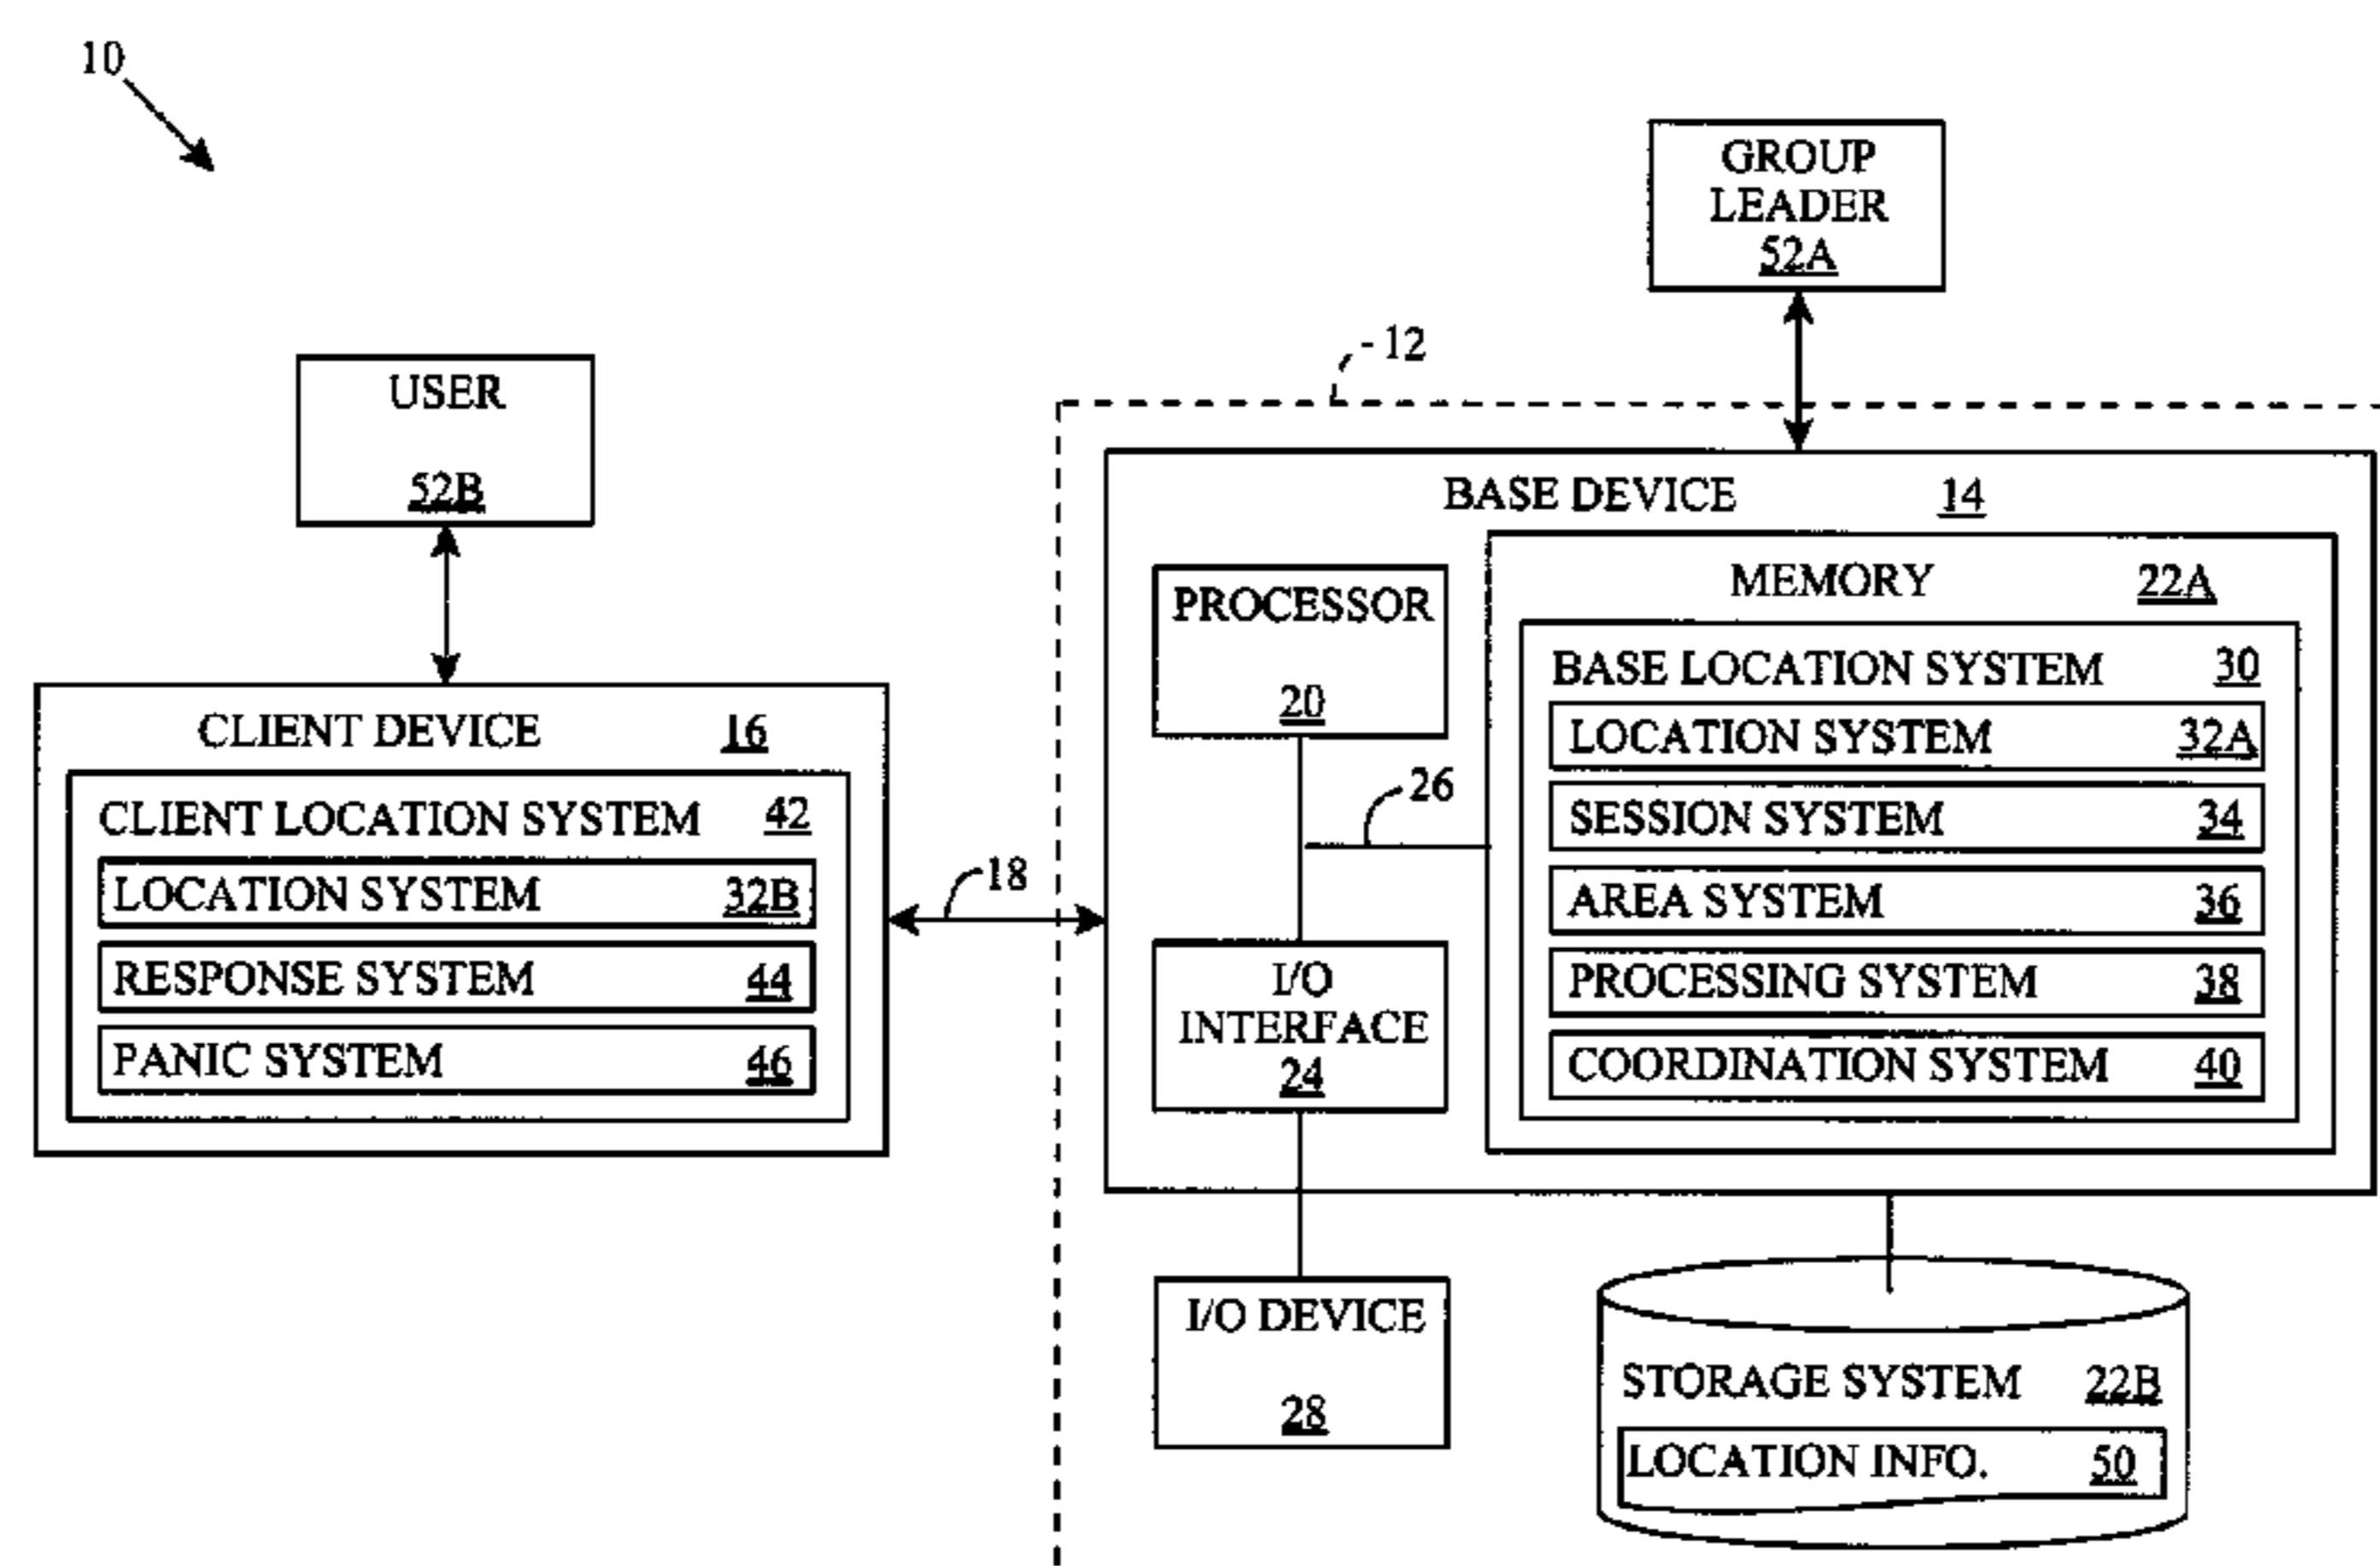 10
GROUP
LEADER
52A
12
USER
52B
BASE DEVICE 14
PROCESSOR
20
MEMORY 22A
BASE LOCATION SYSTEM 30
LOCATION SYSTEM 32A
SESSION SYSTEM 34
AREA SYSTEM 36
PROCESSING SYSTEM 38
COORDINATION SYSTEM 40
26
CLIENT DEVICE 16
CLIENT LOCATION SYSTEM 42
LOCATION SYSTEM 32B
RESPONSE SYSTEM 44
PANIC SYSTEM 46
18
I/O
INTERFACE
24
I/O DEVICE
28
STORAGE SYSTEM 22B
LOCATION INFO. 50